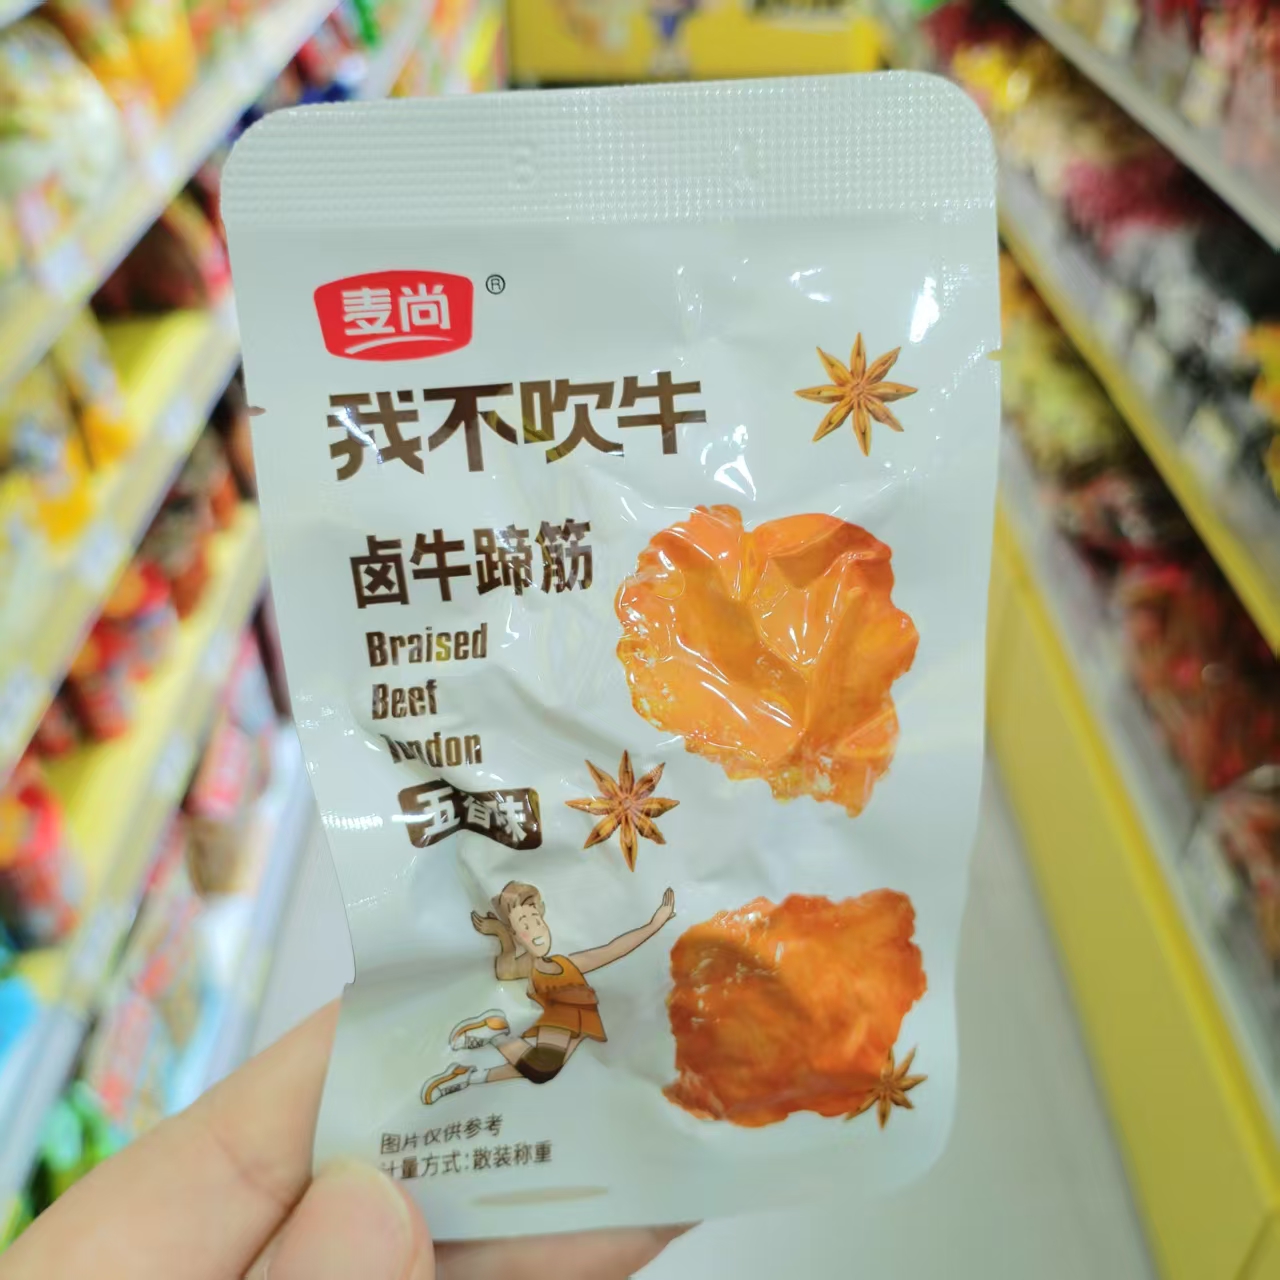 麦尚®
我不吹牛
卤牛蹄筋
Braised
Beef
五香味
图片仅供参考
计量方式:散装称重